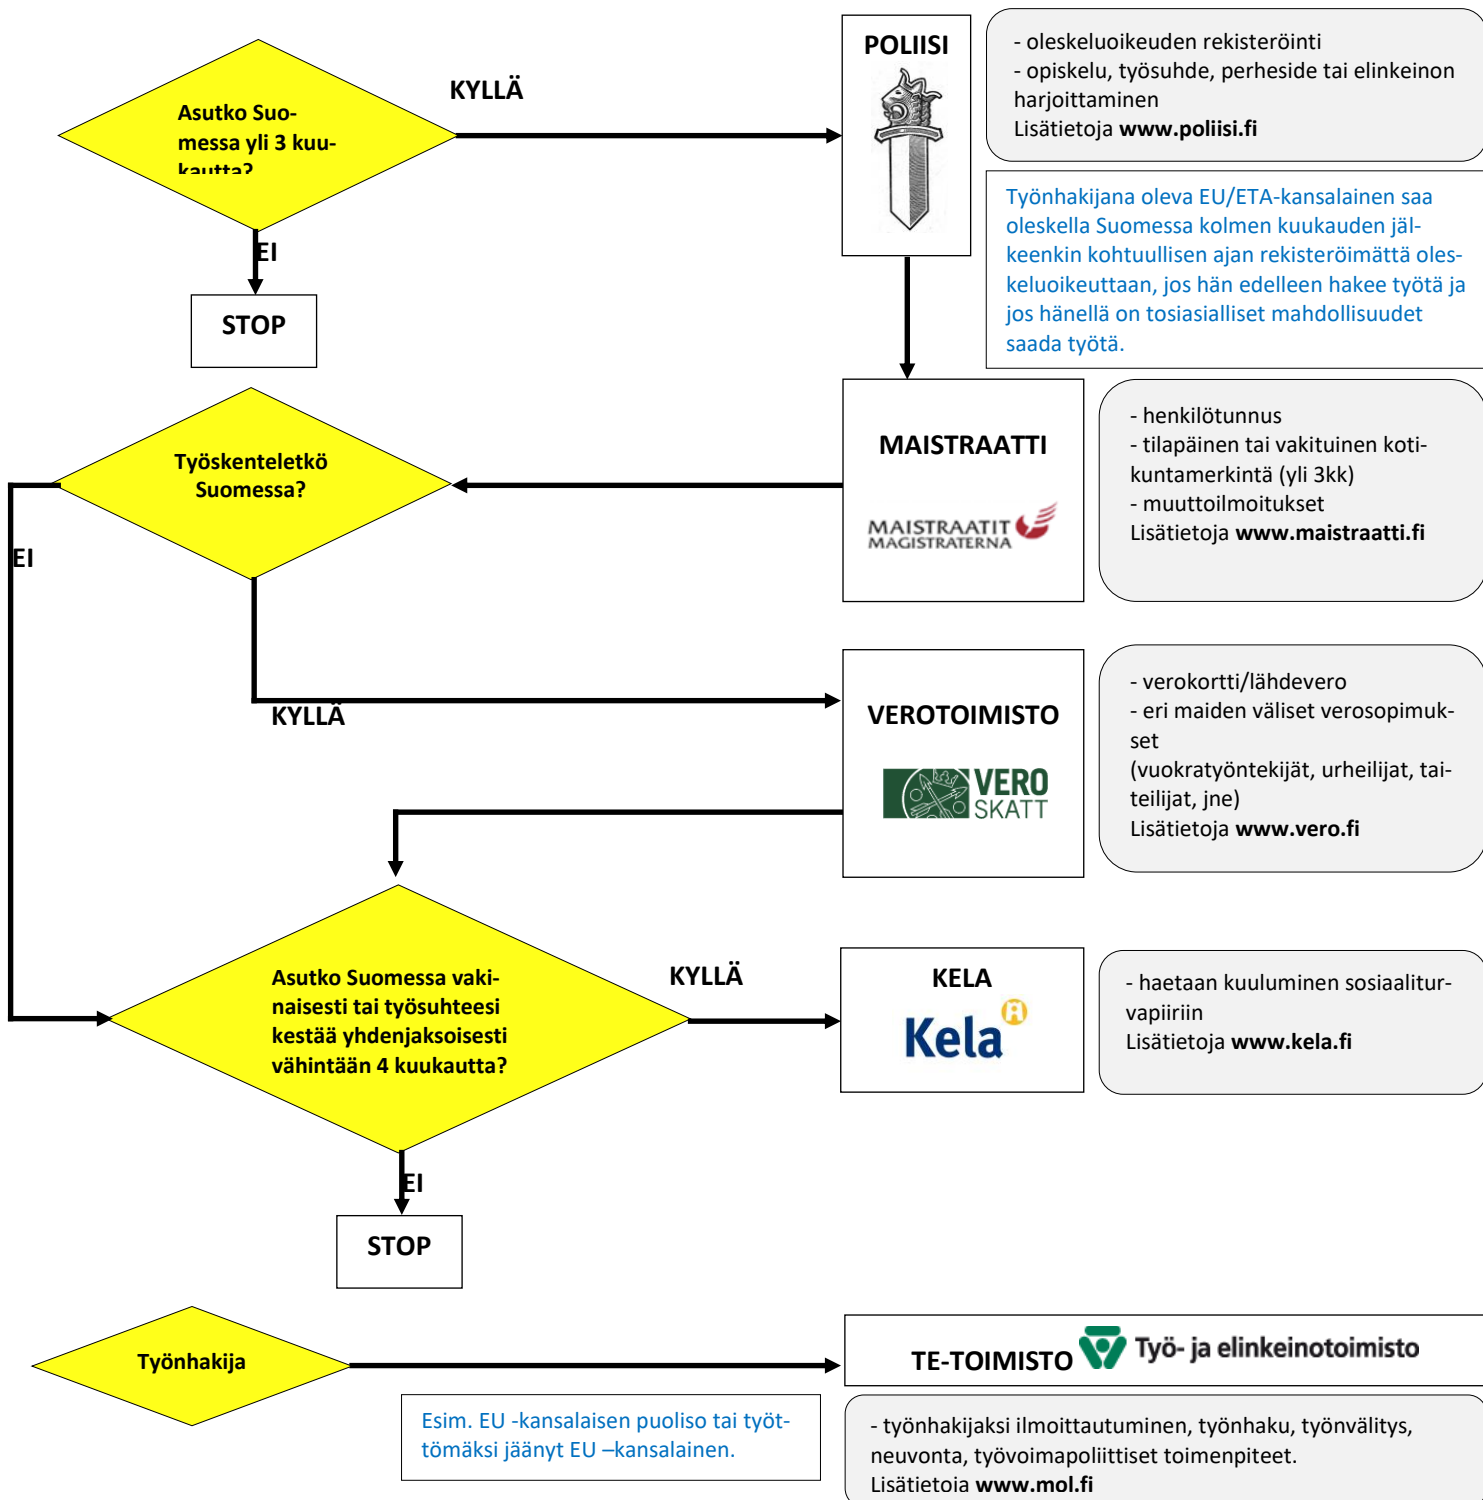 Asutko Suo-
messa yli 3 kuu-
kautta?
KYLLÄ
POLIISI
- oleskeluoikeuden rekisteröinti
- opiskelu, työsuhde, perheside tai elinkeinon
harjoittaminen
Lisätietoja www.poliisi.fi
Työnhakijana oleva EU/ETA-kansalainen saa
oleskella Suomessa kolmen kuukauden jäl-
keenkin kohtuullisen ajan rekisteröimättä oles-
keluoikeuttaan, jos hän edelleen hakee työtä ja
jos hänellä on tosiasialliset mahdollisuudet
saada työtä.
EI
STOP
MAISTRAATTI
MAISTRAATIT
MAGISTRATERNA
- henkilötunnus
- tilapäinen tai vakituinen koti-
kuntamerkintä (yli 3kk)
- muuttoilmoitukset
Lisätietoja www.maistraatti.fi
Työskenteletkö
Suomessa?
EI
KYLLÄ
VEROTOIMISTO
VERO
SKATT
- verokortti/lähdevero
- eri maiden väliset verosopimuk-
set
(vuokratyöntekijät, urheilijat, tai-
teilijat, jne)
Lisätietoja www.vero.fi
Asutko Suomessa vaki-
naisesti tai työsuhteesi
kestää yhdenjaksoisesti
vähintään 4 kuukautta?
KYLLÄ
KELA
Kela
- haetaan kuuluminen sosiaalitur-
vapiiriin
Lisätietoja www.kela.fi
EI
STOP
Työnhakija
TE-TOIMISTO Työ- ja elinkeinotoimisto
Esim. EU -kansalaisen puoliso tai työt-
tömäksi jäänyt EU –kansalainen.
- työnhakijaksi ilmoittautuminen, työnhaku, työnvälitys,
neuvonta, työvoimapoliittiset toimenpiteet.
Lisätietoja www.mol.fi